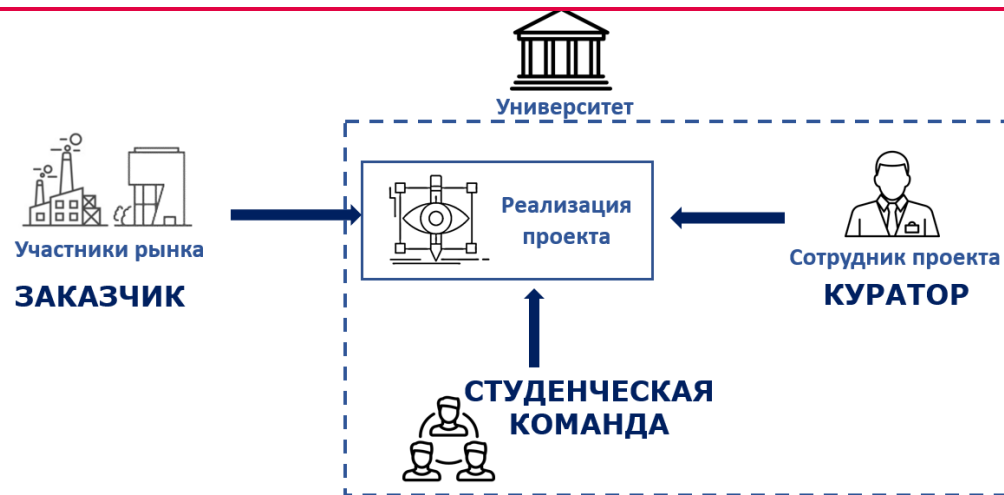 Университет
Участники рынка
ЗАКАЗЧИК
Реализация
проекта
Сотрудник проекта
КУРАТОР
СТУДЕНЧЕСКАЯ
КОМАНДА